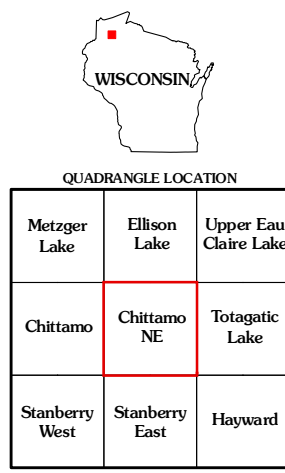 WISCONSIN
QUADRANGLE LOCATION
Metzger
Lake
Ellison
Lake
Upper Eau
Claire Lake
Chittamo
Chittamo
NE
Totagatic
Lake
Stanberry
West
Stanberry
East
Hayward